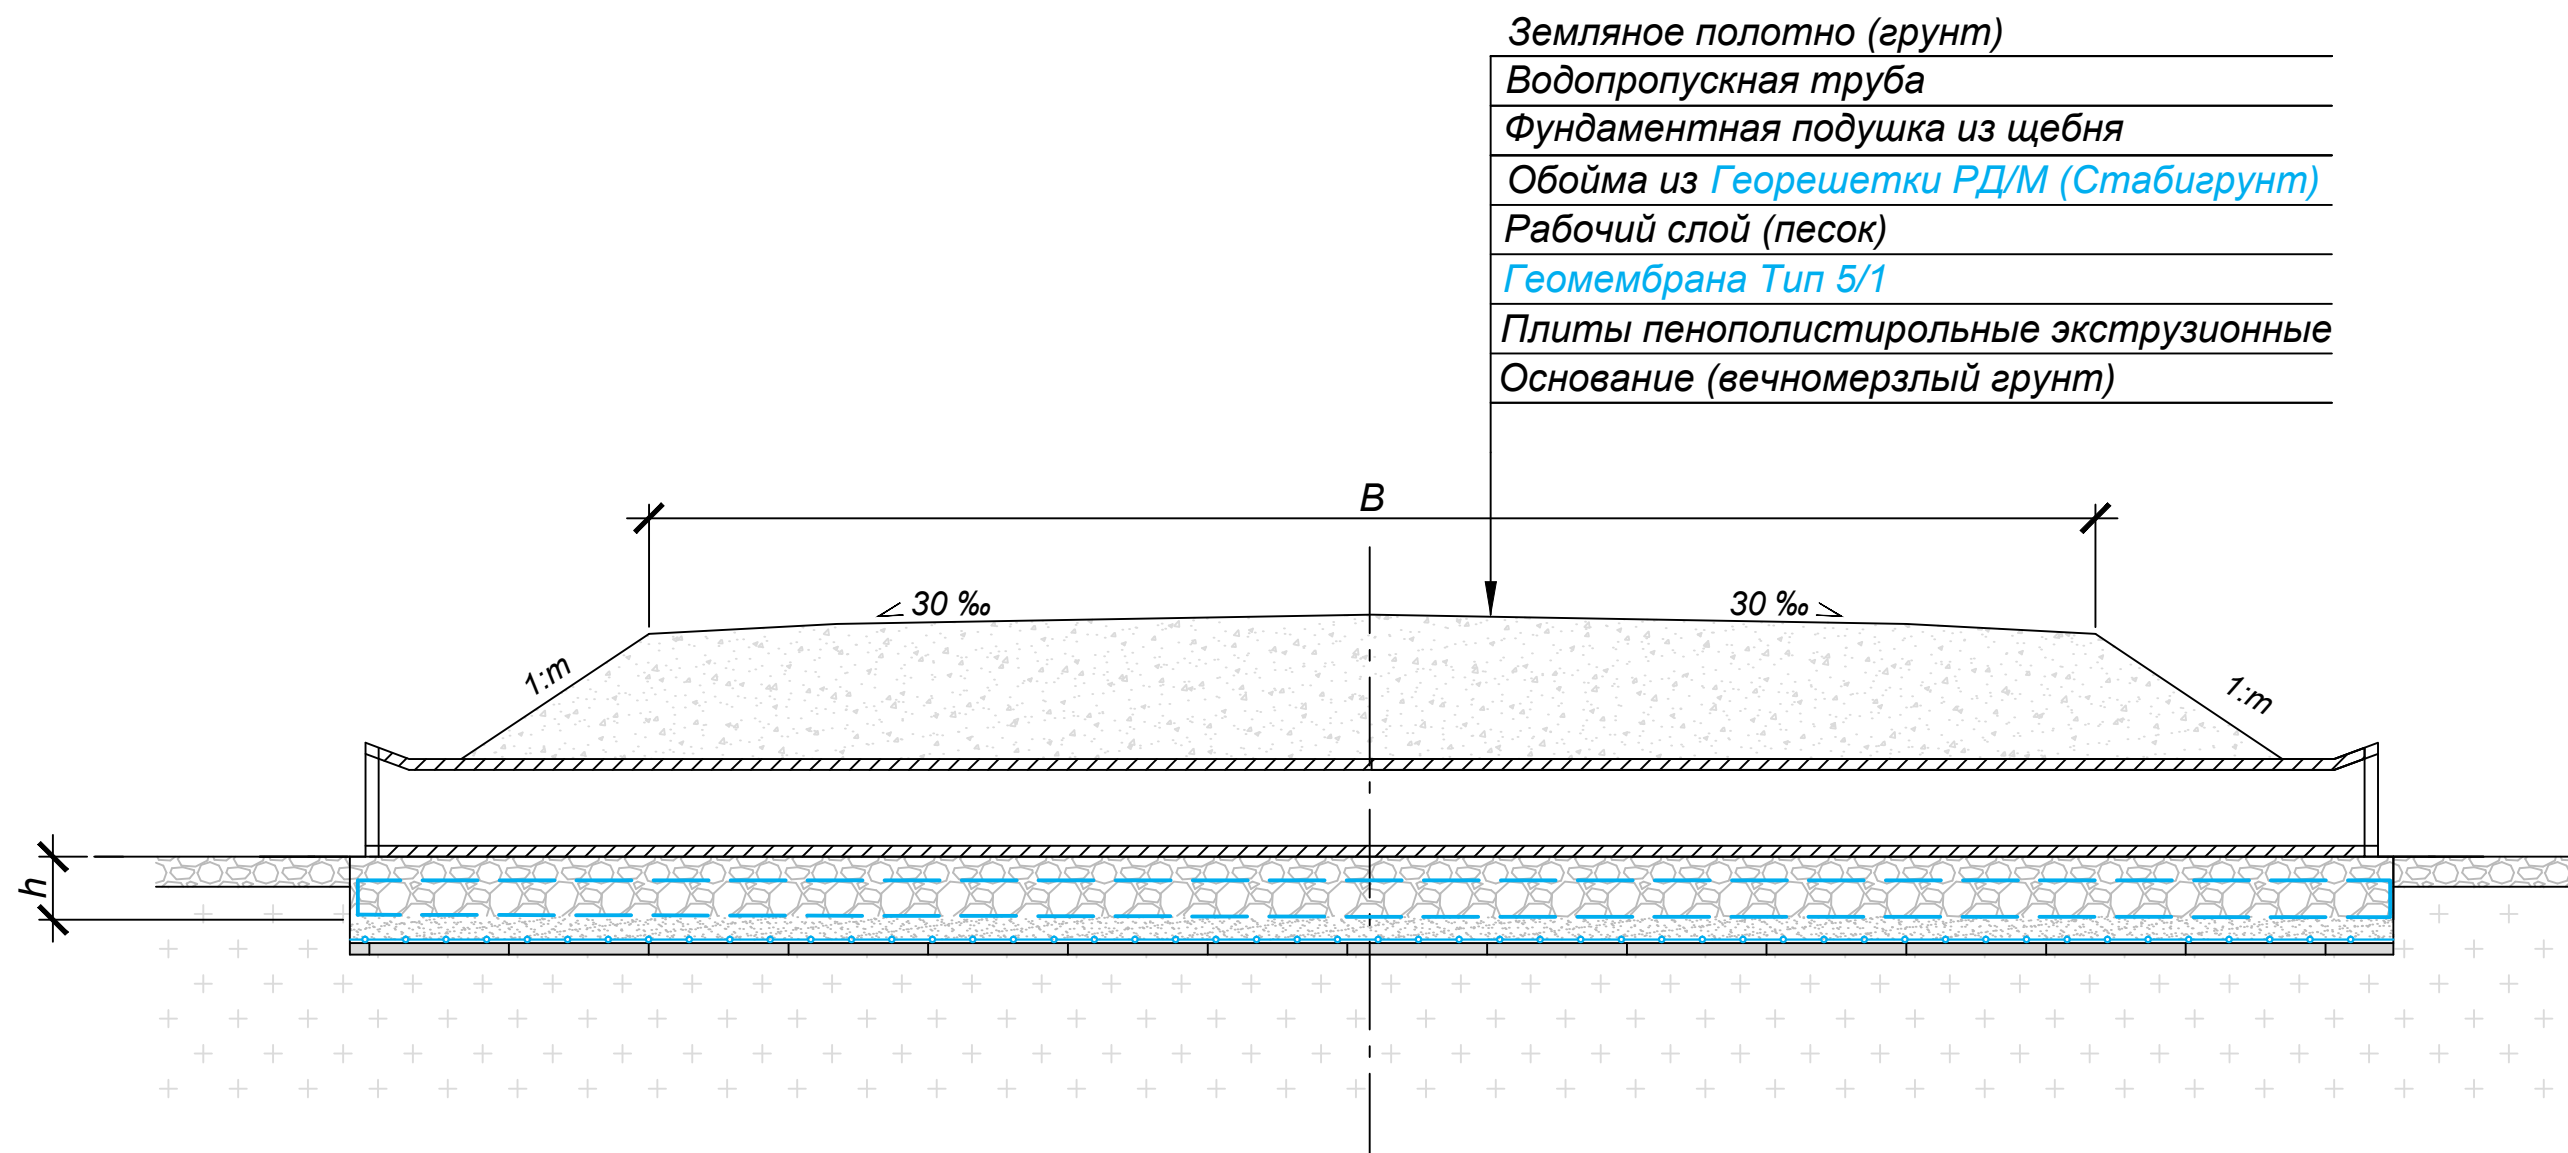 Земляное полотно (грунт)
Водопропускная труба
Фундаментная подушка из щебня
Обойма из Георешетки РД/М (Стабигрунт)
Рабочий слой (песок)
Геомембрана Тип 5/1
Плиты пенополистирольные экструзионные
Основание (вечномерзлый грунт)
B
30 ‰ 30 ‰
1:m 1:m
h